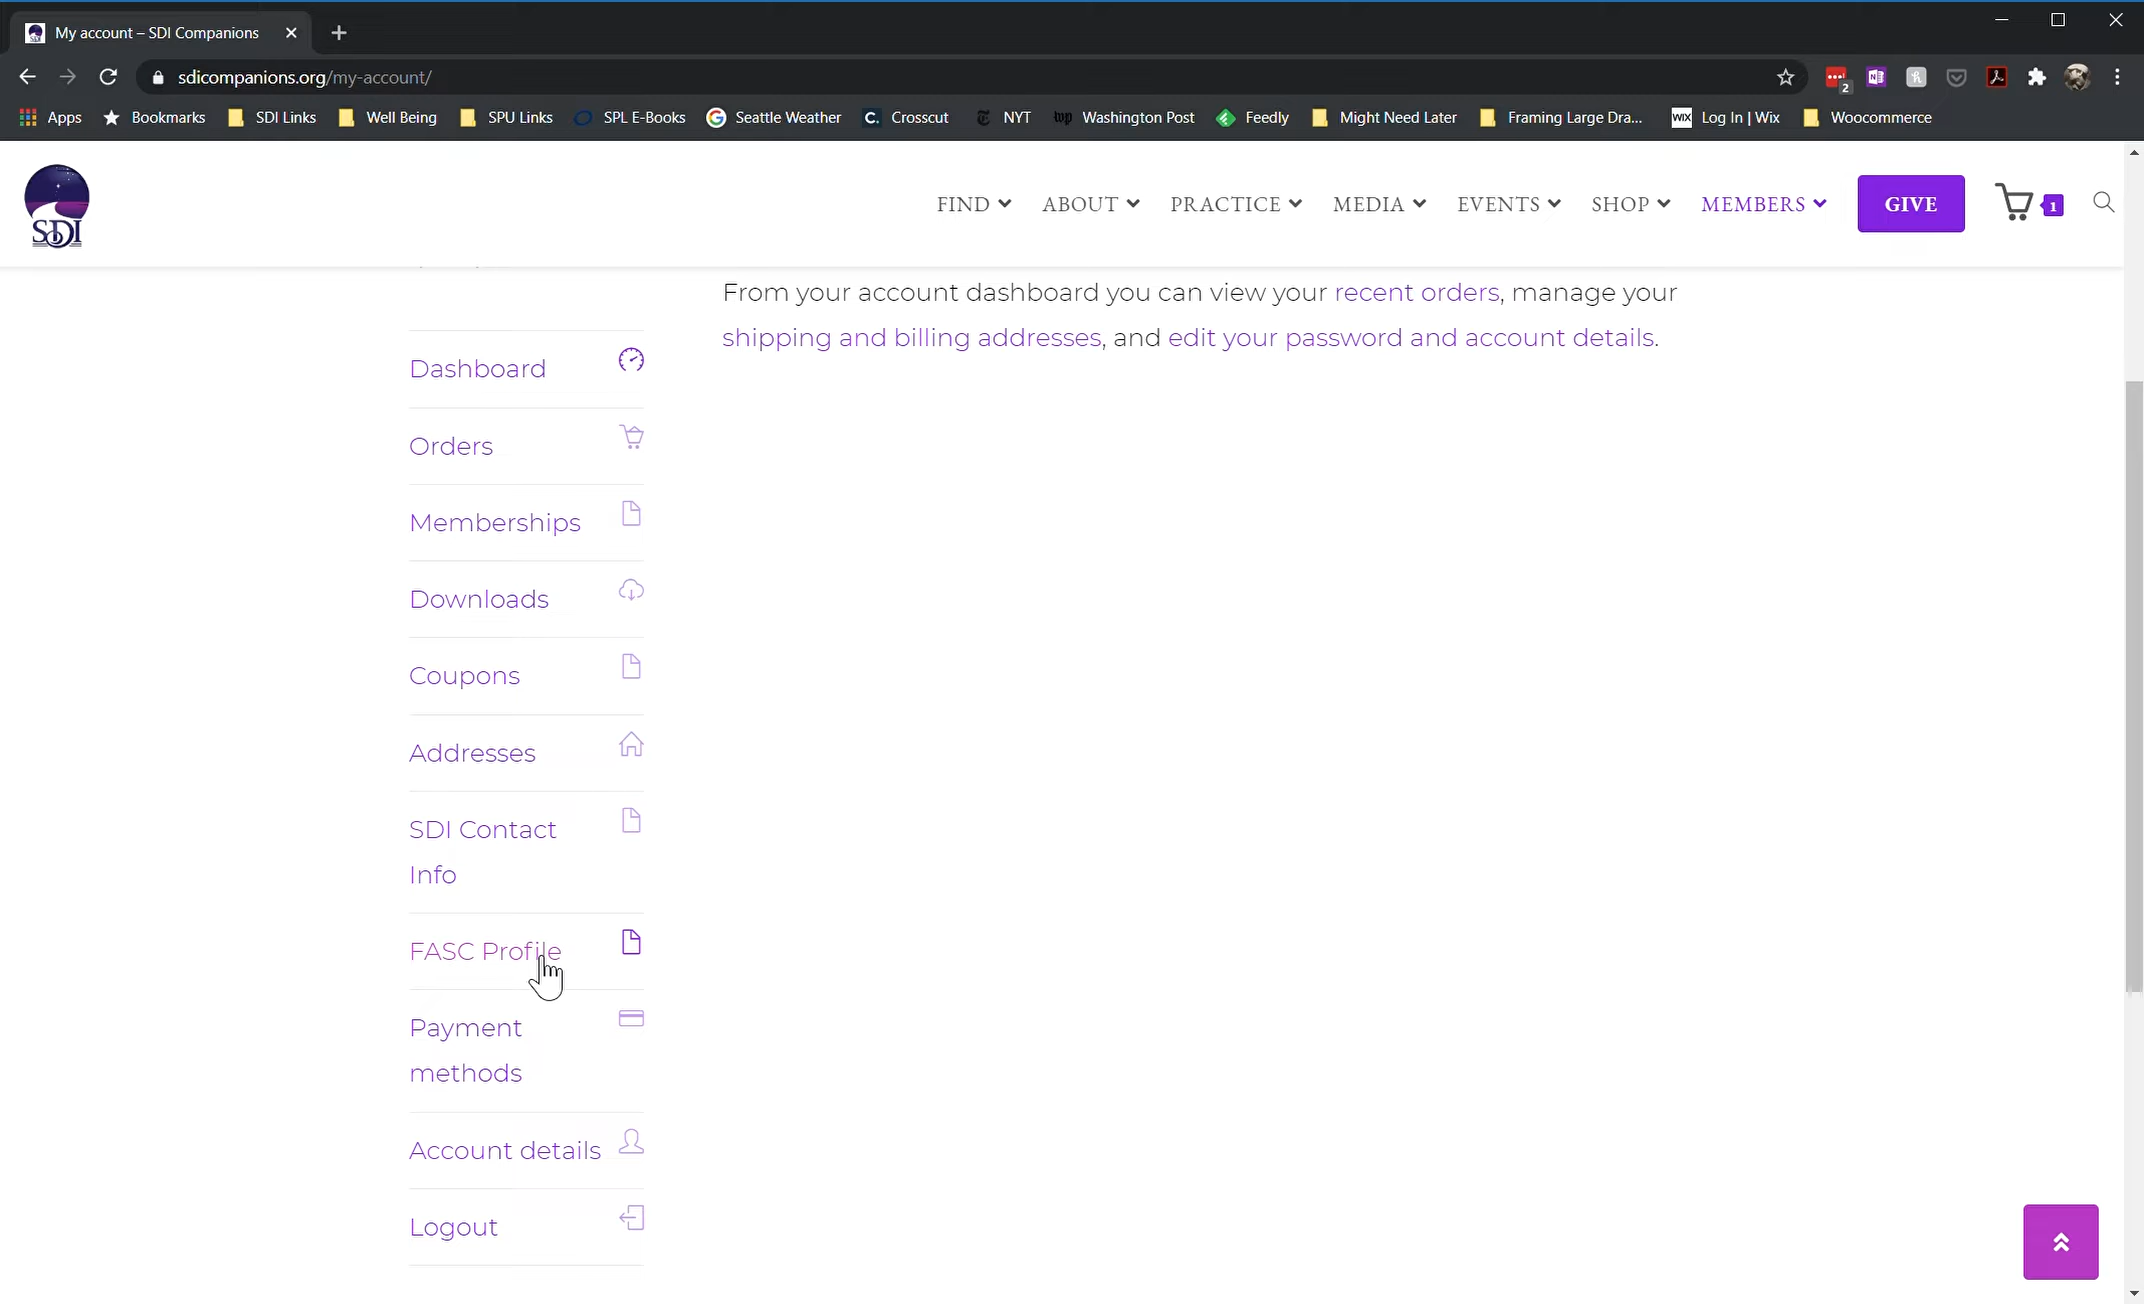 My account – SDI Companions
sdicompanions.org/my-account/
2
Apps Bookmarks SDI Links Well Being SPU Links SPL E-Books Seattle Weather C. Crosscut NYT wp Washington Post Feedly Might Need Later Framing Large Dra... WIX Log In | Wix Woocommerce
SDI
FIND ABOUT PRACTICE MEDIA EVENTS SHOP MEMBERS GIVE 1
From your account dashboard you can view your recent orders, manage your
shipping and billing addresses, and edit your password and account details.
Dashboard
Orders
Memberships
Downloads
Coupons
Addresses
SDI Contact
Info
FASC Profile
Payment
methods
Account details
Logout